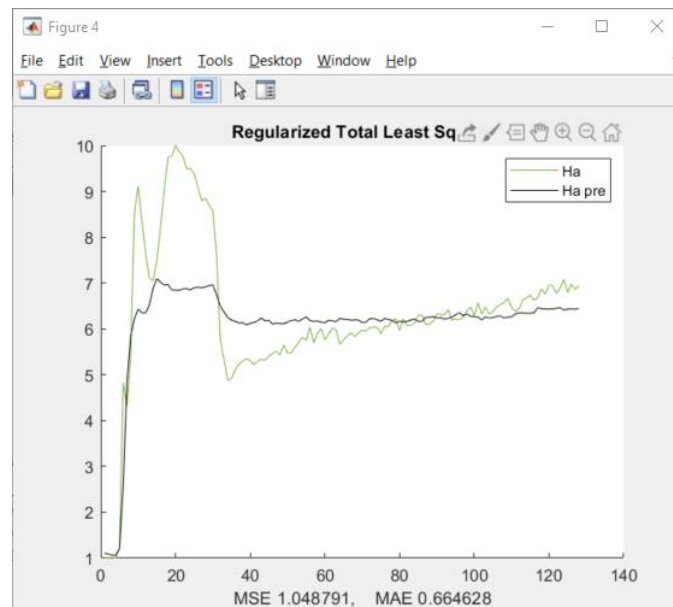 Figure 4
File Edit View Insert Tools Desktop Window Help
Regularized Total Least Sq
Ha
Ha pre
10
9
8
7
6
5
4
3
2
1
0 20 40 60 80 100 120 140
MSE 1.048791, MAE 0.664628